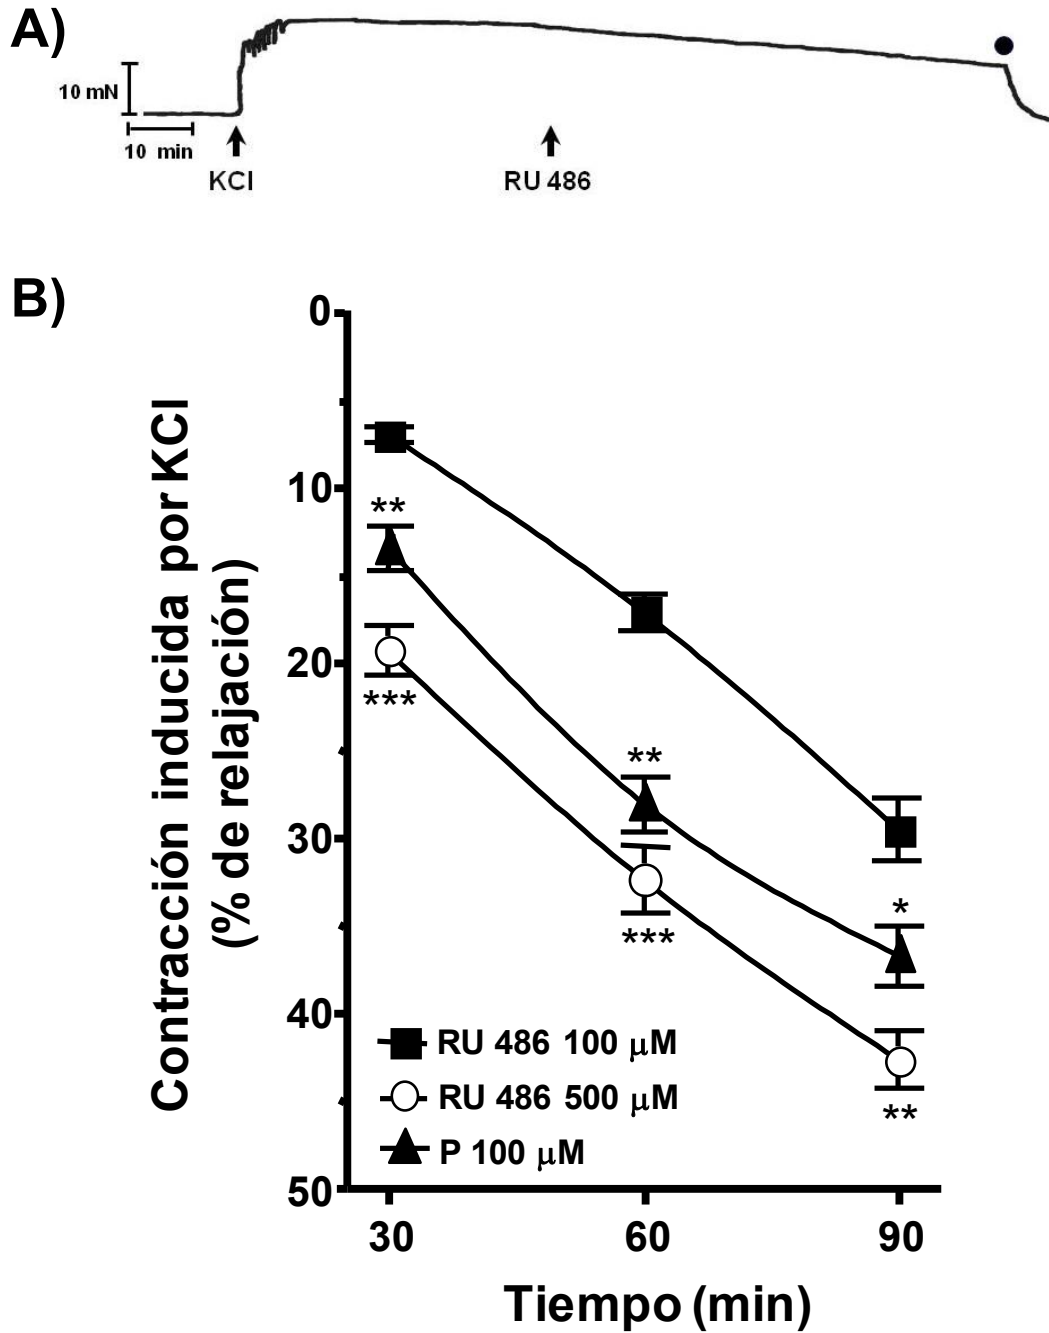 A)
10 mN
10 min
KCl
RU 486
B)
Contracción inducida por KCl
(% de relajación)
0
10
**
20
***
**
30
***
*
40
RU 486 100 μM
RU 486 500 μM
**
P 100 μM
50
30 60 90
Tiempo (min)